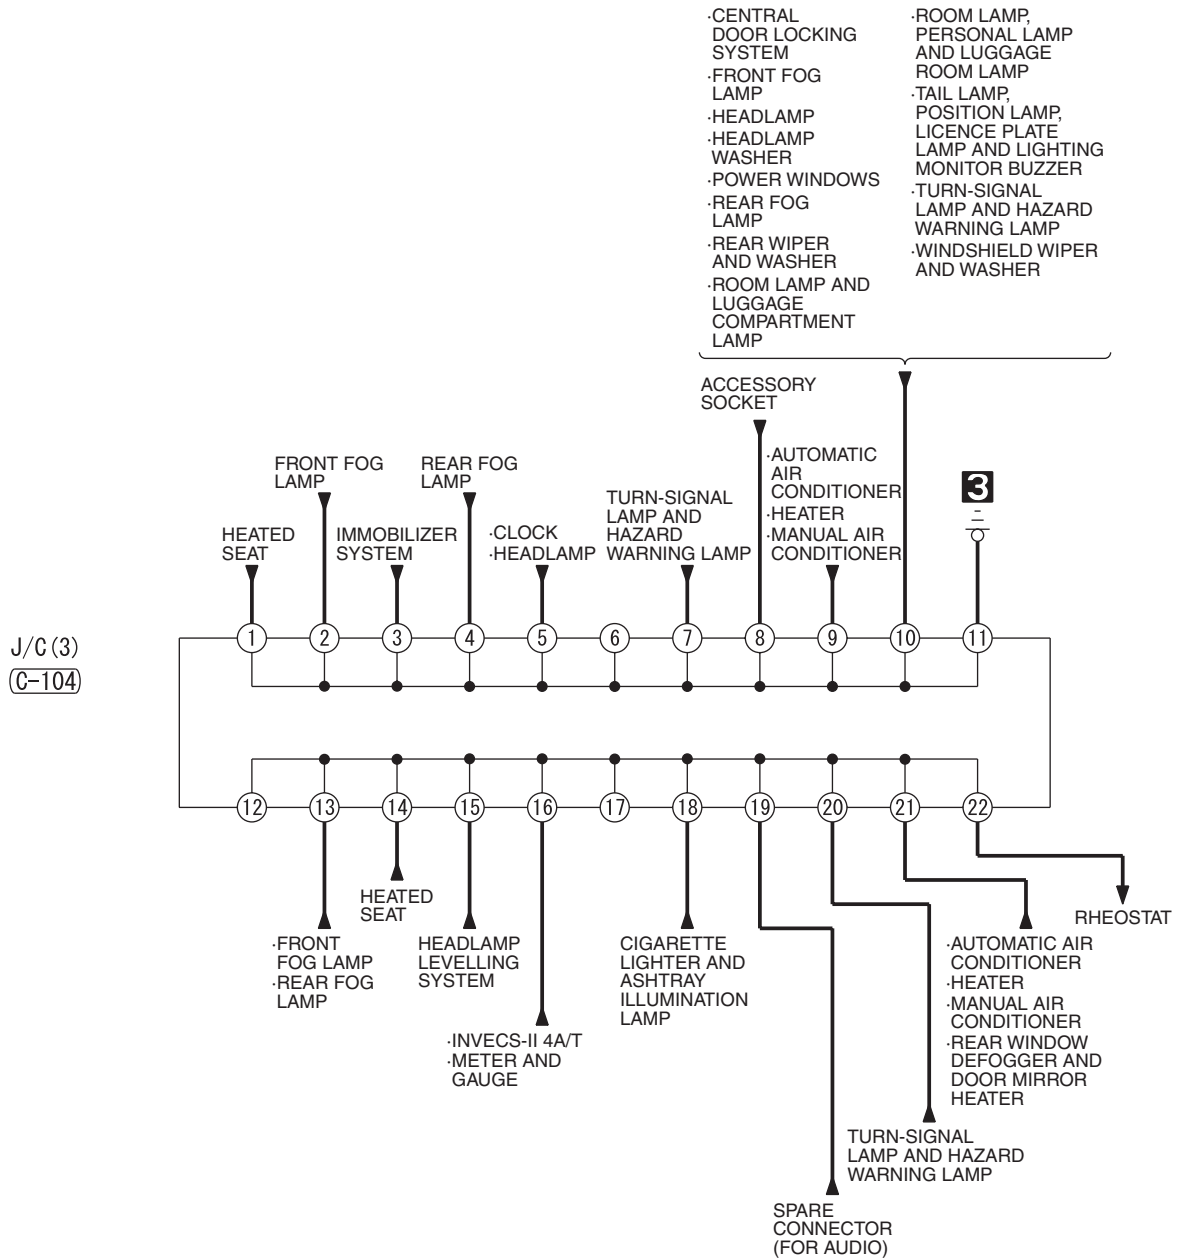 ·CENTRAL
DOOR LOCKING
SYSTEM
·FRONT FOG
LAMP
·HEADLAMP
·HEADLAMP
WASHER
·POWER WINDOWS
·REAR FOG
LAMP
·REAR WIPER
AND WASHER
·ROOM LAMP AND
LUGGAGE
COMPARTMENT
LAMP
·ROOM LAMP,
PERSONAL LAMP
AND LUGGAGE
ROOM LAMP
·TAIL LAMP,
POSITION LAMP,
LICENCE PLATE
LAMP AND LIGHTING
MONITOR BUZZER
·TURN-SIGNAL
LAMP AND HAZARD
WARNING LAMP
·WINDSHIELD WIPER
AND WASHER
HEATED
SEAT
FRONT FOG
LAMP
IMMOBILIZER
SYSTEM
REAR FOG
LAMP
·CLOCK
·HEADLAMP
TURN-SIGNAL
LAMP AND
HAZARD
WARNING LAMP
ACCESSORY
SOCKET
·AUTOMATIC
AIR
CONDITIONER
·HEATER
·MANUAL AIR
CONDITIONER
3
J/C(3)
C-104
1 2 3 4 5 6 7 8 9 10 11
12 13 14 15 16 17 18 19 20 21 22
·FRONT
FOG LAMP
·REAR FOG
LAMP
HEATED
SEAT
HEADLAMP
LEVELLING
SYSTEM
·INVECS-II 4A/T
·METER AND
GAUGE
CIGARETTE
LIGHTER AND
ASHTRAY
ILLUMINATION
LAMP
SPARE
CONNECTOR
(FOR AUDIO)
TURN-SIGNAL
LAMP AND HAZARD
WARNING LAMP
·AUTOMATIC AIR
CONDITIONER
·HEATER
·MANUAL AIR
CONDITIONER
·REAR WINDOW
DEFOGGER AND
DOOR MIRROR
HEATER
RHEOSTAT